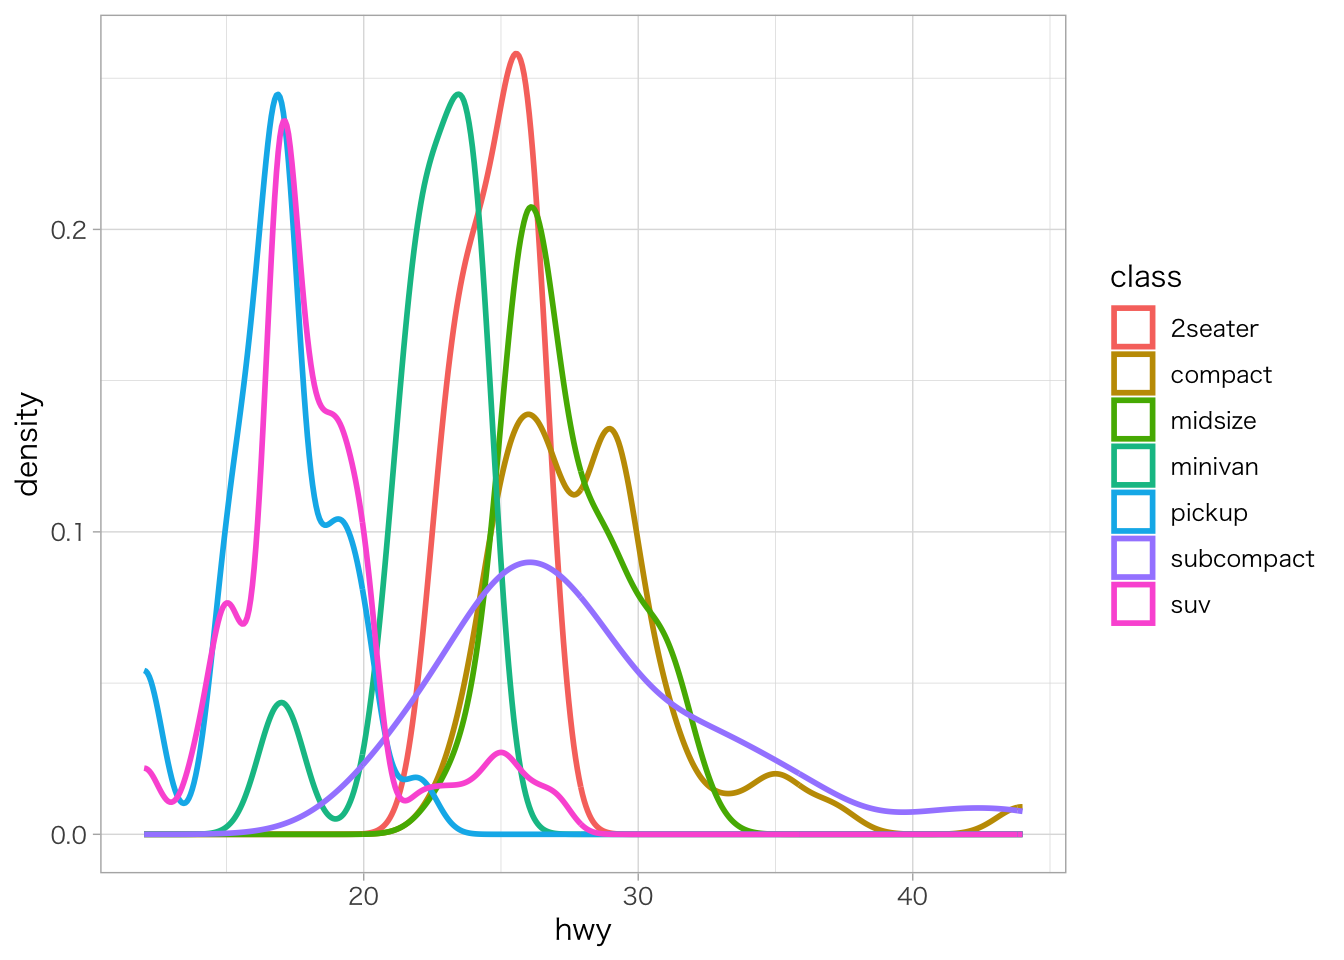 density
0.2
0.1
0.0
20
30
40
hwy
class
2seater
compact
midsize
minivan
pickup
subcompact
suv